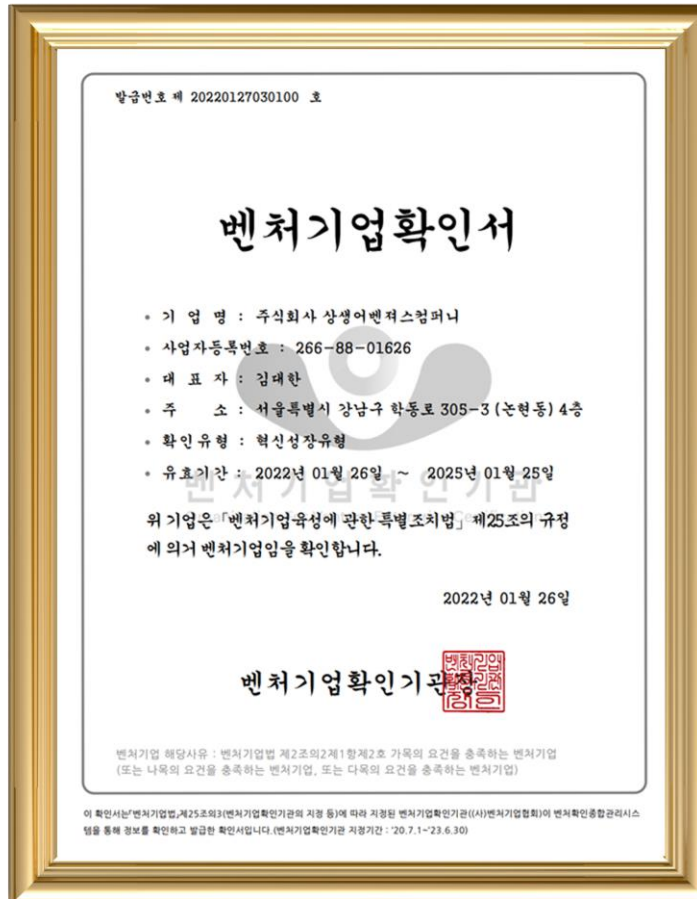 발급번호 제 20220127030100 호
벤처기업확인서
• 기 업 명 : 주식회사 상생어벤져스컴퍼니
• 사업자등록번호 : 266-88-01626
• 대 표 자 : 김대한
• 주 소 : 서울특별시 강남구 학동로 305-3 (논현동) 4층
• 확인유형 : 혁신성장유형
• 유효기간 : 2022년 01월 26일 ~ 2025년 01월 25일
벤처기업확인기관
위 기업은 「벤처기업육성에 관한 특별조치법」 제25조의 규정
에 의거 벤처기업임을 확인합니다.
2022년 01월 26일
벤처기업확인기관장
벤처기업 해당사유 : 벤처기업법 제2조의2제1항제2호 가목의 요건을 충족하는 벤처기업
(또는 나목의 요건을 충족하는 벤처기업, 또는 다목의 요건을 충족하는 벤처기업)
이 확인서는「벤처기업법」제25조의3(벤처기업확인기관의 지정 등)에 따라 지정된 벤처기업확인기관((사)벤처기업협회)이 벤처확인종합관리시스
템을 통해 정보를 확인하고 발급한 확인서입니다.(벤처기업확인기관 지정기간 : '20.7.1~'23.6.30)